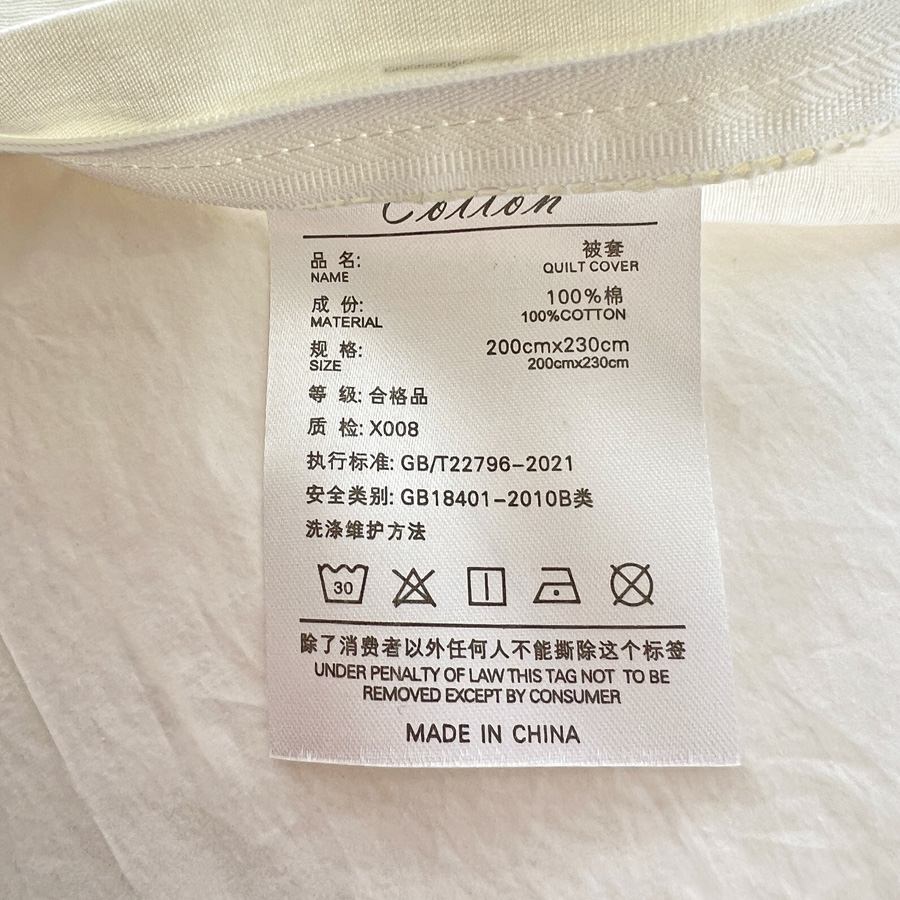 Cotton
品 名: 被套
NAME QUILT COVER
成 份: 100%棉
MATERIAL 100%COTTON
规 格: 200cmx230cm
SIZE 200cmx230cm
等 级: 合格品
质 检: X008
执行标准: GB/T22796-2021
安全类别: GB18401-2010B类
洗涤维护方法
30
除了消费者以外任何人不能撕除这个标签
UNDER PENALTY OF LAW THIS TAG NOT TO BE
REMOVED EXCEPT BY CONSUMER
MADE IN CHINA